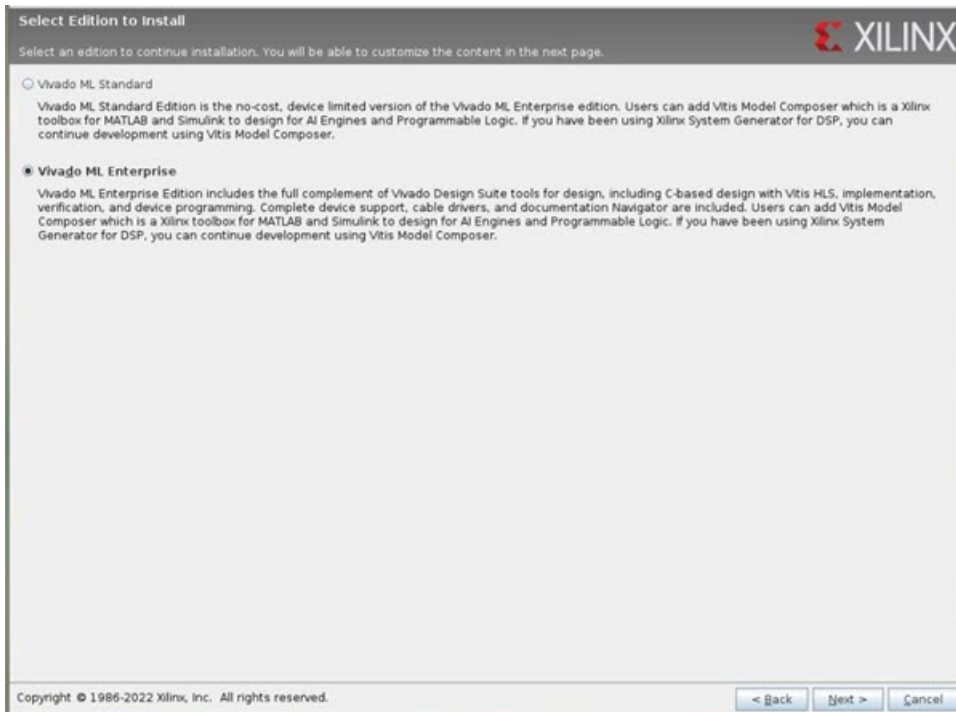 Select Edition to Install
Select an edition to continue installation. You will be able to customize the content in the next page.
XILINX
Vivado ML Standard
Vivado ML Standard Edition is the no-cost, device limited version of the Vivado ML Enterprise edition. Users can add Vitis Model Composer which is a Xilinx
toolbox for MATLAB and Simulink to design for AI Engines and Programmable Logic. If you have been using Xilinx System Generator for DSP, you can
continue development using Vitis Model Composer.
Vivado ML Enterprise
Vivado ML Enterprise Edition includes the full complement of Vivado Design Suite tools for design, including C-based design with Vitis HLS, implementation,
verification, and device programming. Complete device support, cable drivers, and documentation Navigator are included. Users can add Vitis Model
Composer which is a Xilinx toolbox for MATLAB and Simulink to design for AI Engines and Programmable Logic. If you have been using Xilinx System
Generator for DSP, you can continue development using Vitis Model Composer.
Copyright © 1986-2022 Xilinx, Inc. All rights reserved.
< Back Next > Cancel